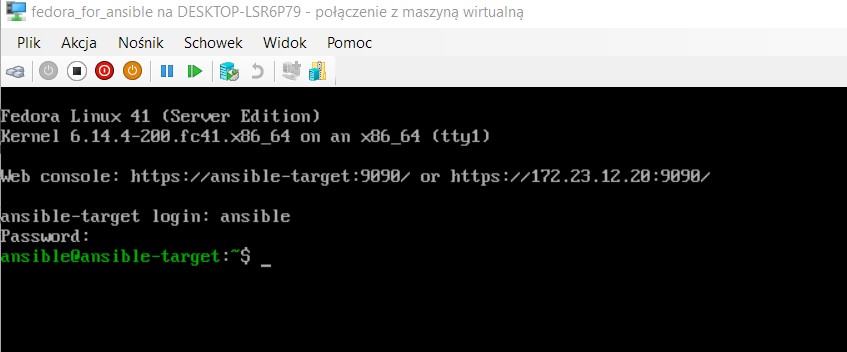 fedora_for_ansible na DESKTOP-LSR6P79 - połączenie z maszyną wirtualną
Plik Akcja Nośnik Schowek Widok Pomoc
Fedora Linux 41 (Server Edition)
Kernel 6.14.4-200.fc41.x86_64 on an x86_64 (tty1)
Web console: https://ansible-target:9090/ or https://172.23.12.20:9090/
ansible-target login: ansible
Password:
ansible@ansible-target:~$ _